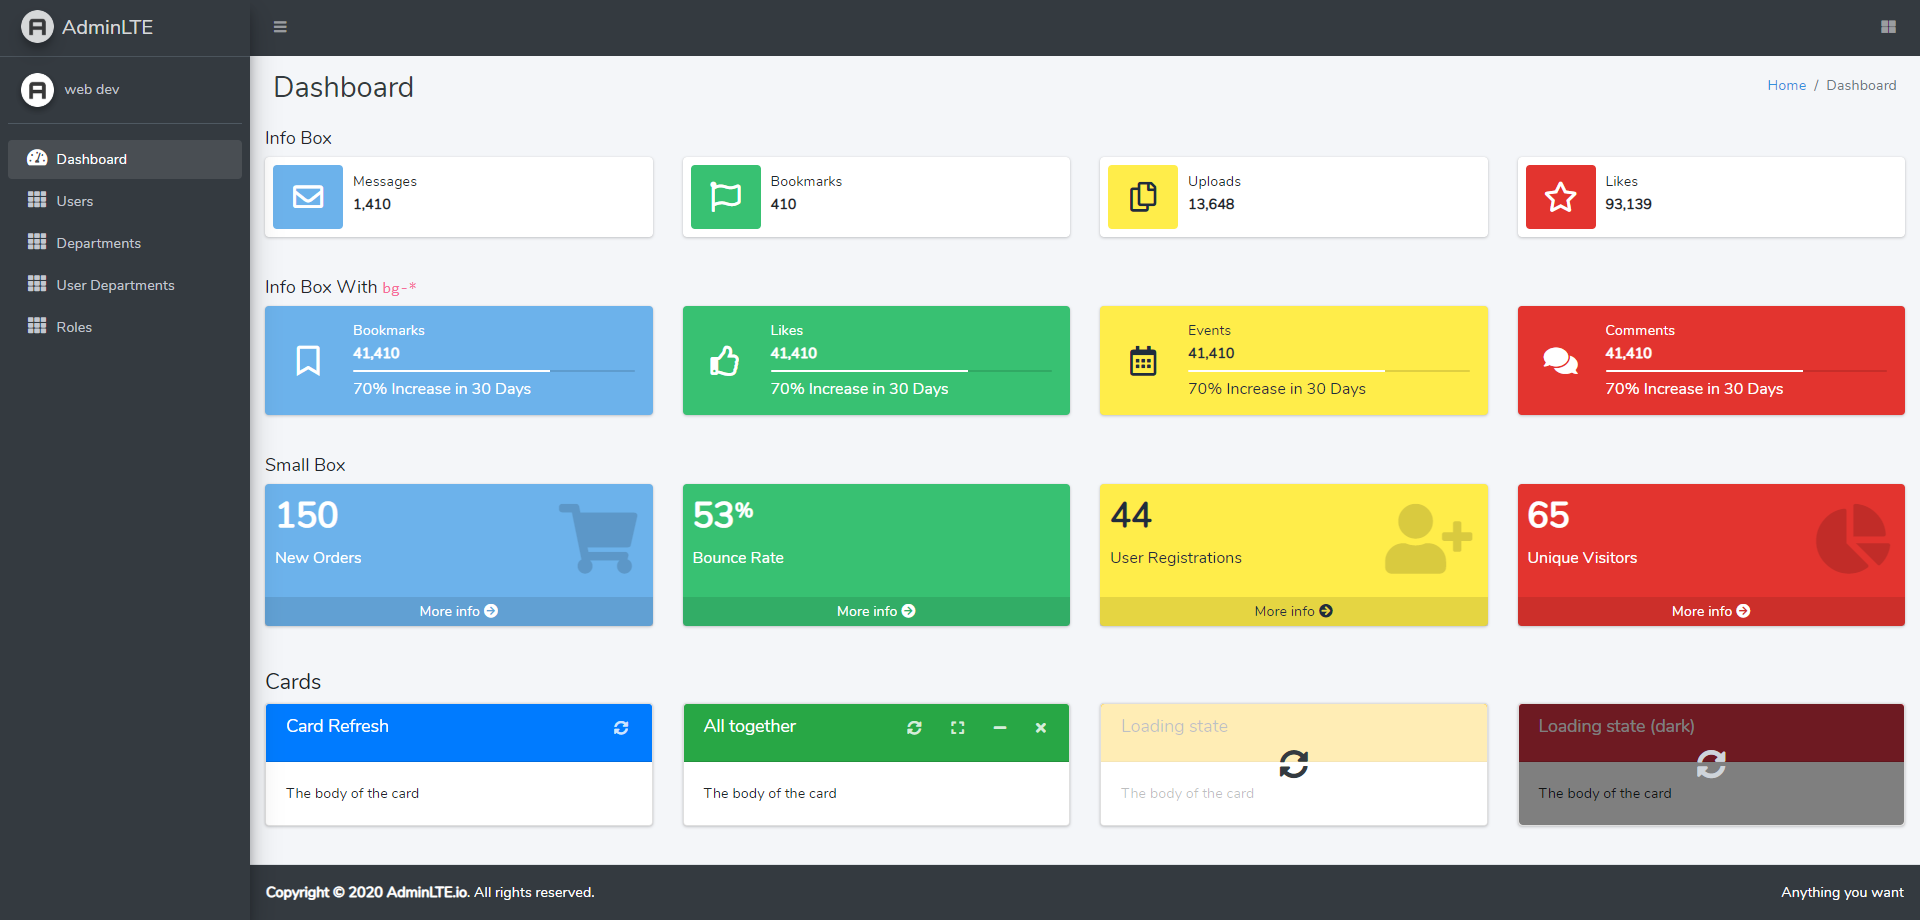 AdminLTE
web dev
Dashboard
Users
Departments
User Departments
Roles
Dashboard
Home / Dashboard
Info Box
Messages
1,410
Bookmarks
410
Uploads
13,648
Likes
93,139
Info Box With bg-*
Bookmarks
41,410
70% Increase in 30 Days
Likes
41,410
70% Increase in 30 Days
Events
41,410
70% Increase in 30 Days
Comments
41,410
70% Increase in 30 Days
Small Box
150
New Orders
More info
53%
Bounce Rate
More info
44
User Registrations
More info
65
Unique Visitors
More info
Cards
Card Refresh
The body of the card
All together
The body of the card
Loading state
The body of the card
Loading state (dark)
The body of the card
Copyright © 2020 AdminLTE.io. All rights reserved.
Anything you want